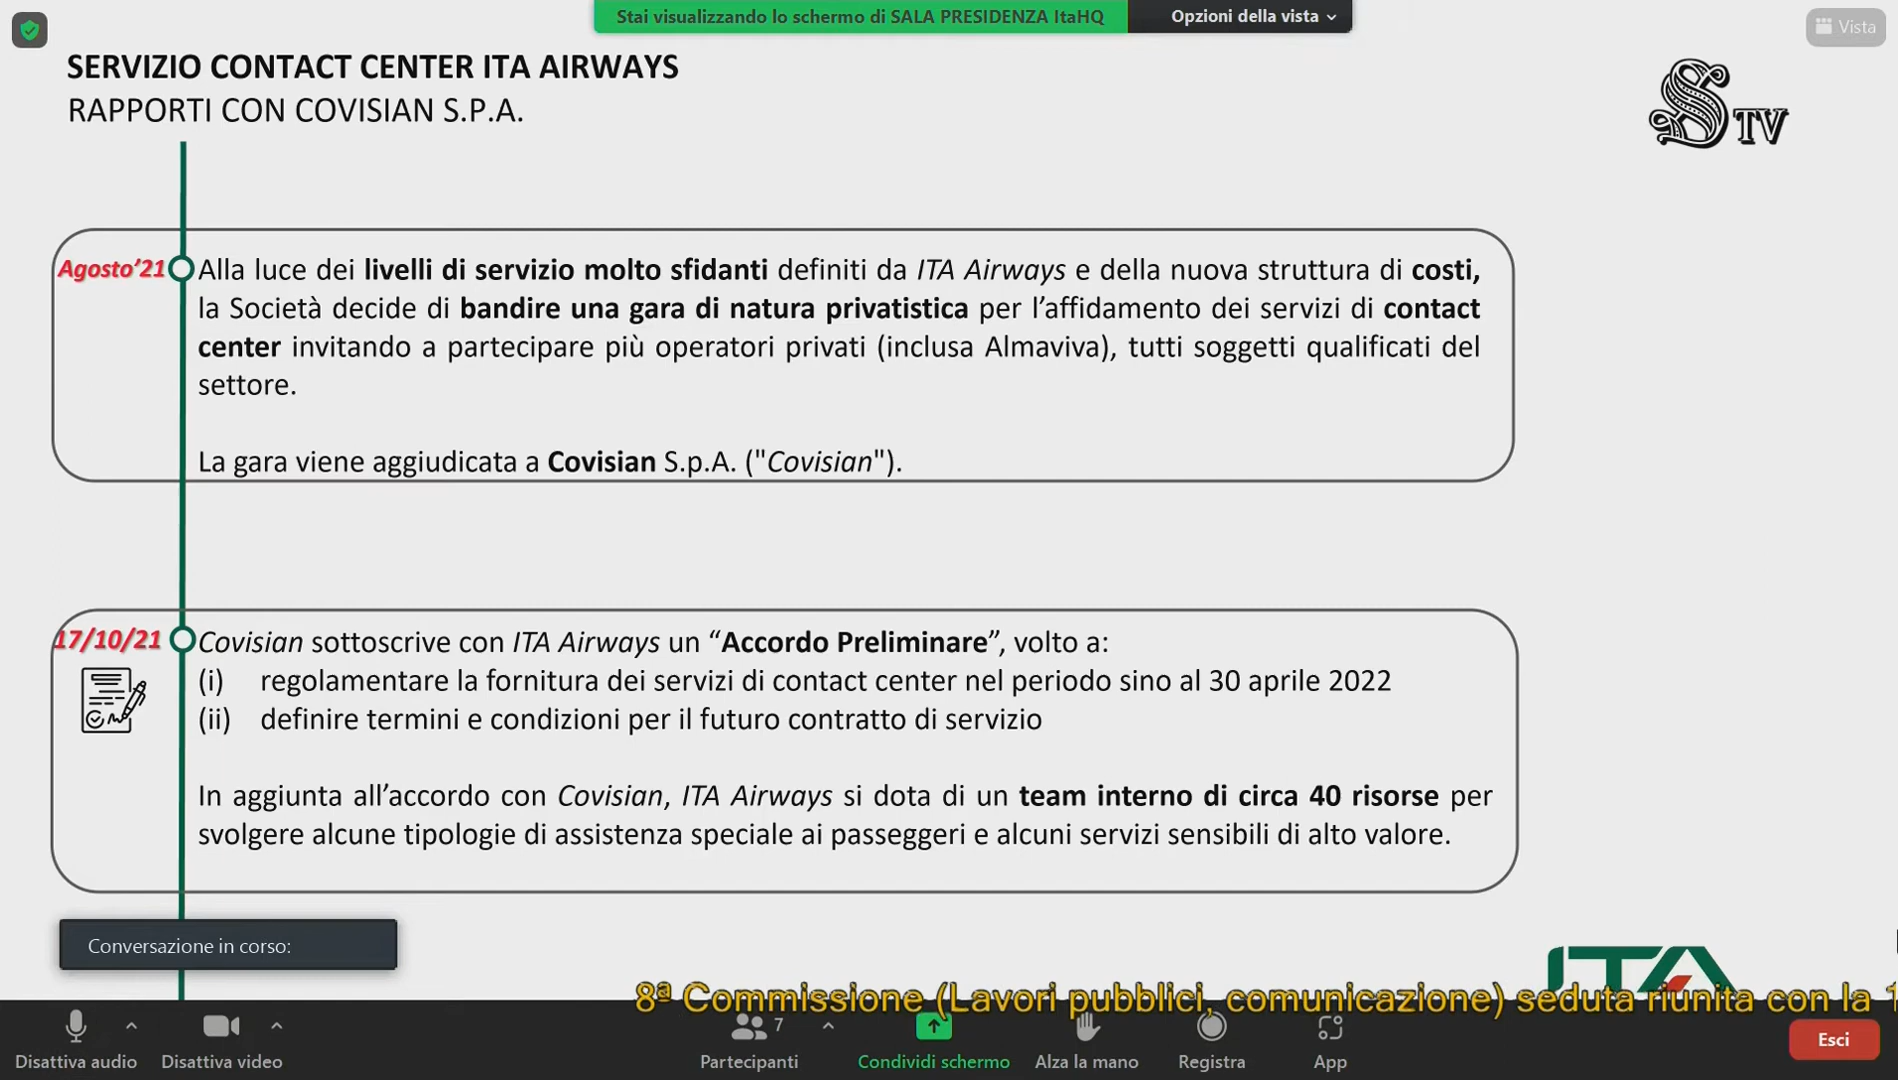 Stai visualizzando lo schermo di SALA PRESIDENZA ItaHQ
Opzioni della vista
Vista
SERVIZIO CONTACT CENTER ITA AIRWAYS
RAPPORTI CON COVISIAN S.P.A.
S TV
Agosto’21
Alla luce dei livelli di servizio molto sfidanti definiti da ITA Airways e della nuova struttura di costi,
la Società decide di bandire una gara di natura privatistica per l’affidamento dei servizi di contact
center invitando a partecipare più operatori privati (inclusa Almaviva), tutti soggetti qualificati del
settore.
La gara viene aggiudicata a Covisian S.p.A. ("Covisian").
17/10/21
Covisian sottoscrive con ITA Airways un “Accordo Preliminare”, volto a:
(i) regolamentare la fornitura dei servizi di contact center nel periodo sino al 30 aprile 2022
(ii) definire termini e condizioni per il futuro contratto di servizio
In aggiunta all’accordo con Covisian, ITA Airways si dota di un team interno di circa 40 risorse per
svolgere alcune tipologie di assistenza speciale ai passeggeri e alcuni servizi sensibili di alto valore.
Conversazione in corso:
ITA
8ª Commissione (Lavori pubblici, comunicazione) seduta riunita con la 1
7
Disattiva audio
Disattiva video
Partecipanti
Condividi schermo
Alza la mano
Registra
App
Esci